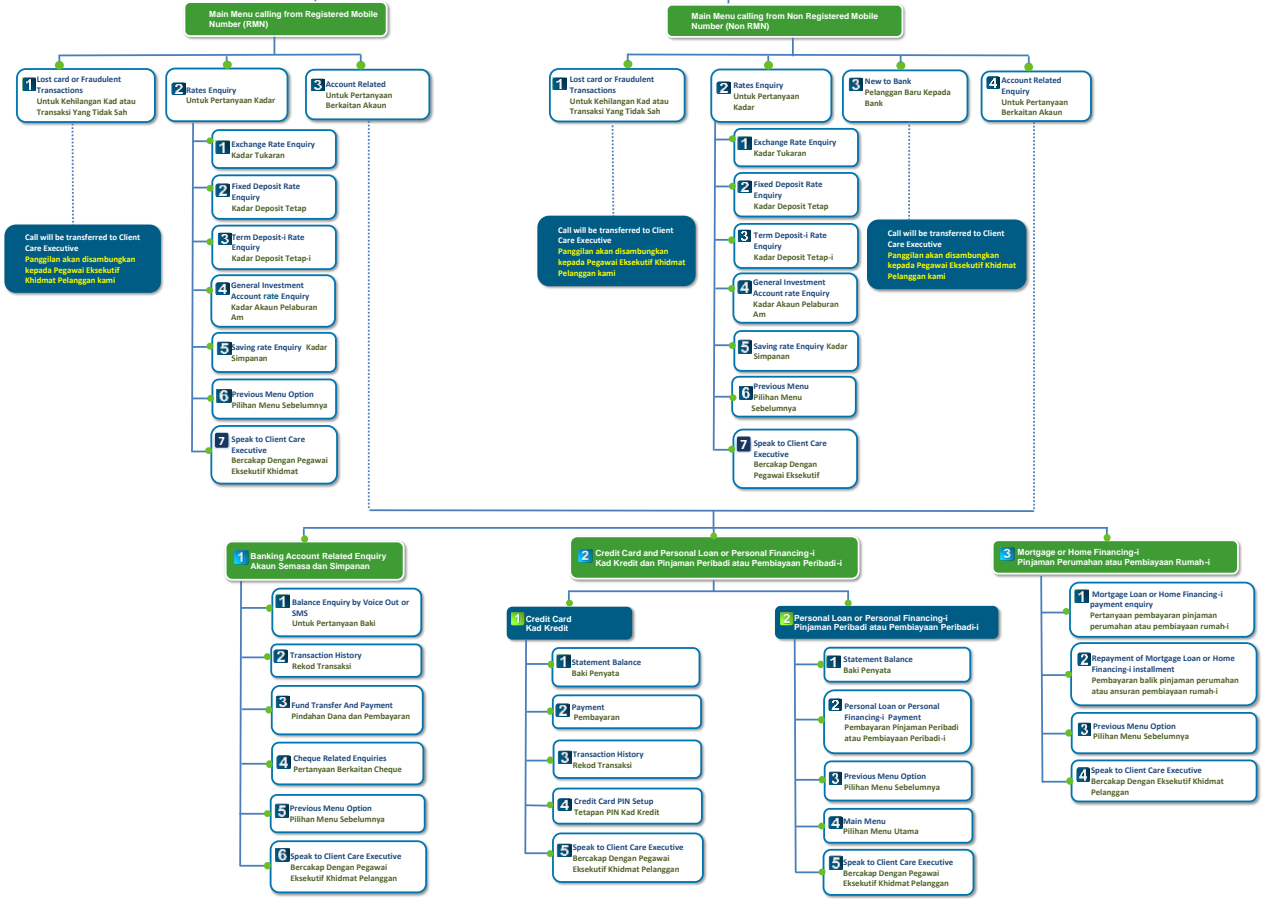 Main Menu calling from Registered Mobile
Number (RMN)
1 Lost card or Fraudulent
Transactions
Untuk Kehilangan Kad atau
Transaksi Yang Tidak Sah
2 Rates Enquiry
Untuk Pertanyaan Kadar
3 Account Related
Untuk Pertanyaan
Berkaitan Akaun
1 Exchange Rate Enquiry
Kadar Tukaran
2 Fixed Deposit Rate
Enquiry
Kadar Deposit Tetap
3 Term Deposit-i Rate
Enquiry
Kadar Deposit Tetap-i
4 General Investment
Account rate Enquiry
Kadar Akaun Pelaburan
Am
5 Saving rate Enquiry Kadar
Simpanan
6 Previous Menu Option
Pilihan Menu Sebelumnya
7 Speak to Client Care
Executive
Bercakap Dengan Pegawai
Eksekutif Khidmat
Call will be transferred to Client
Care Executive
Panggilan akan disambungkan
kepada Pegawai Eksekutif
Khidmat Pelanggan kami
Main Menu calling from Non Registered Mobile
Number (Non RMN)
1 Lost card or Fraudulent
Transactions
Untuk Kehilangan Kad atau
Transaksi Yang Tidak Sah
2 Rates Enquiry
Untuk Pertanyaan
Kadar
3 New to Bank
Pelanggan Baru Kepada
Bank
4 Account Related
Enquiry
Untuk Pertanyaan
Berkaitan Akaun
1 Exchange Rate Enquiry
Kadar Tukaran
2 Fixed Deposit Rate
Enquiry
Kadar Deposit Tetap
3 Term Deposit-i Rate
Enquiry
Kadar Deposit Tetap-i
4 General Investment
Account rate Enquiry
Kadar Akaun Pelaburan
Am
5 Saving rate Enquiry Kadar
Simpanan
6 Previous Menu
Pilihan Menu
Sebelumnya
7 Speak to Client Care
Executive
Bercakap Dengan
Pegawai Eksekutif
Call will be transferred to Client
Care Executive
Panggilan akan disambungkan
kepada Pegawai Eksekutif Khidmat
Pelanggan kami
Call will be transferred to Client
Care Executive
Panggilan akan disambungkan
kepada Pegawai Eksekutif Khidmat
Pelanggan kami
1 Banking Account Related Enquiry
Akaun Semasa dan Simpanan
1 Balance Enquiry by Voice Out or
SMS
Untuk Pertanyaan Baki
2 Transaction History
Rekod Transaksi
3 Fund Transfer And Payment
Pindahan Dana dan Pembayaran
4 Cheque Related Enquiries
Pertanyaan Berkaitan Cheque
5 Previous Menu Option
Pilihan Menu Sebelumnya
6 Speak to Client Care Executive
Bercakap Dengan Pegawai
Eksekutif Khidmat Pelanggan
2 Credit Card and Personal Loan or Personal Financing-i
Kad Kredit dan Pinjaman Peribadi atau Pembiayaan Peribadi-i
1 Credit Card
Kad Kredit
1 Statement Balance
Baki Penyata
2 Payment
Pembayaran
3 Transaction History
Rekod Transaksi
4 Credit Card PIN Setup
Tetapan PIN Kad Kredit
5 Speak to Client Care Executive
Bercakap Dengan Pegawai
Eksekutif Khidmat Pelanggan
2 Personal Loan or Personal Financing-i
Pinjaman Peribadi atau Pembiayaan Peribadi-i
1 Statement Balance
Baki Penyata
2 Personal Loan or Personal
Financing-i Payment
Pembayaran Pinjaman Peribadi
atau Pembiayaan Peribadi-i
3 Previous Menu Option
Pilihan Menu Sebelumnya
4 Main Menu
Pilihan Menu Utama
5 Speak to Client Care Executive
Bercakap Dengan Pegawai
Eksekutif Khidmat Pelanggan
3 Mortgage or Home Financing-i
Pinjaman Perumahan atau Pembiayaan Rumah-i
1 Mortgage Loan or Home Financing-i
payment enquiry
Pertanyaan pembayaran pinjaman
perumahan atau pembiayaan rumah-i
2 Repayment of Mortgage Loan or Home
Financing-i installment
Pembayaran balik pinjaman perumahan
atau ansuran pembiayaan rumah-i
3 Previous Menu Option
Pilihan Menu Sebelumnya
4 Speak to Client Care Executive
Bercakap Dengan Eksekutif Khidmat
Pelanggan